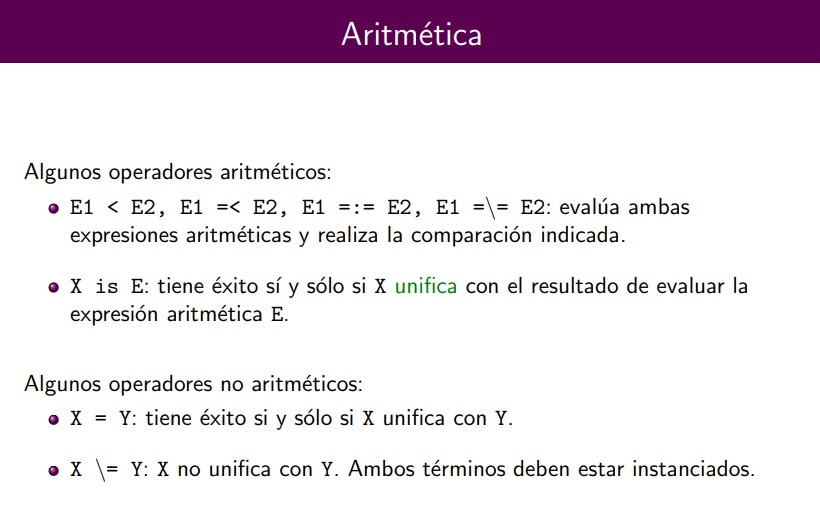 Aritmética
Algunos operadores aritméticos:
E1 < E2, E1 =< E2, E1 =:= E2, E1 =\= E2: evalúa ambas
expresiones aritméticas y realiza la comparación indicada.
X is E: tiene éxito sí y sólo si X unifica con el resultado de evaluar la
expresión aritmética E.
Algunos operadores no aritméticos:
X = Y: tiene éxito si y sólo si X unifica con Y.
X \= Y: X no unifica con Y. Ambos términos deben estar instanciados.